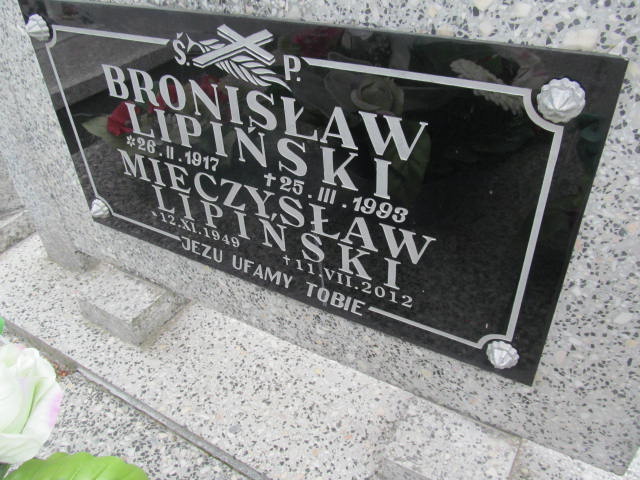 Ś. P.
BRONISŁAW
LIPIŃSKI
*26.II.1917 +25.III.1993
MIECZYSŁAW
LIPIŃSKI
*12.XI.1949 +11.VII.2012
JEZU UFAMY TOBIE